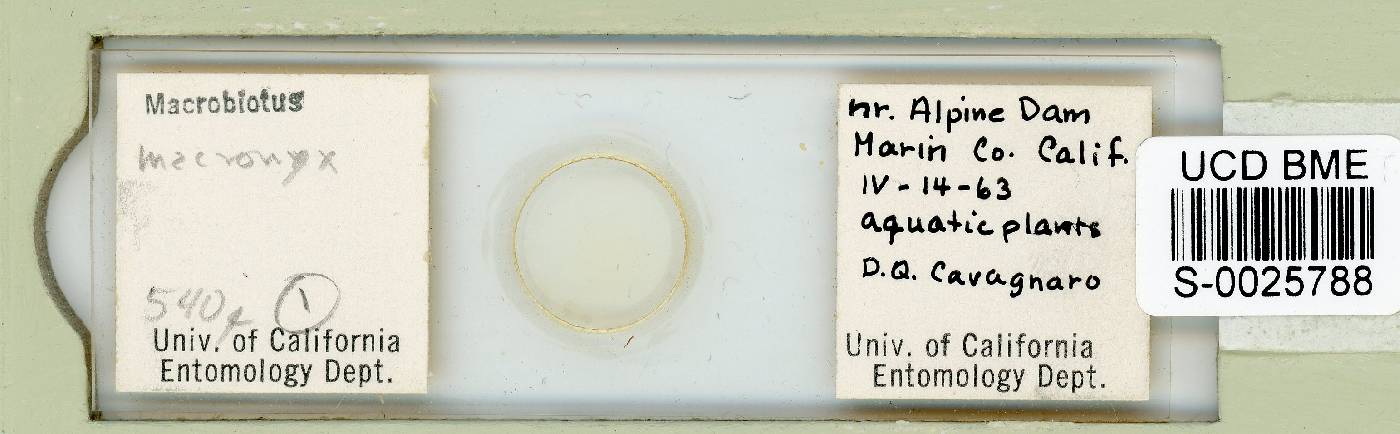 Macrobiotus
macronyx
540μ 1
Univ. of California
Entomology Dept.
nr. Alpine Dam
Marin Co. Calif.
IV-14-63
aquatic plants
D.Q. Cavagnaro
Univ. of California
Entomology Dept.
UCD BME
S-0025788